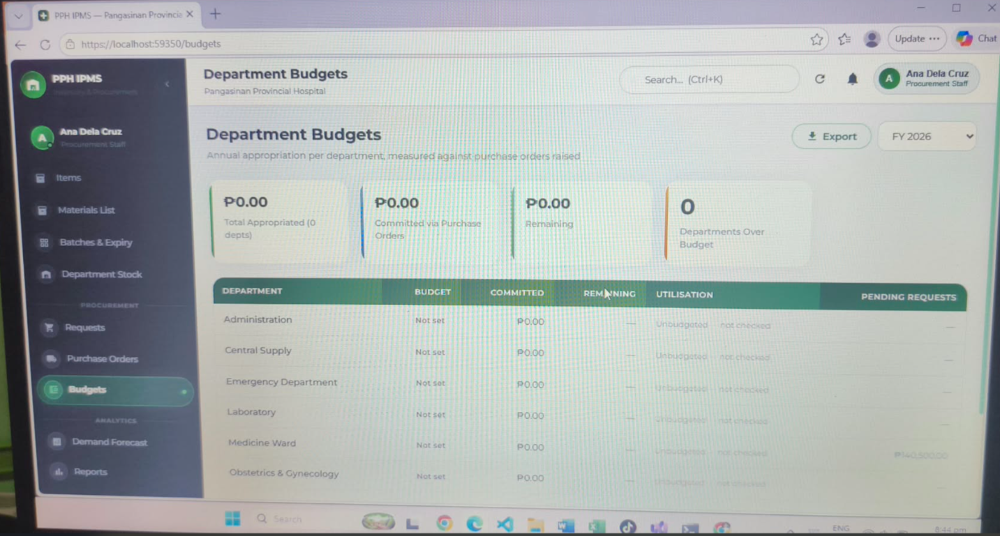 PPH IPMS — Pangasinan Provincia
https://localhost:59350/budgets
Update
Chat
PPH IPMS
Inventory & Procurement
Department Budgets
Pangasinan Provincial Hospital
Search... (Ctrl+K)
A
Ana Dela Cruz
Procurement Staff
A
Ana Dela Cruz
Procurement Staff
Items
Materials List
Batches & Expiry
Department Stock
PROCUREMENT
Requests
Purchase Orders
Budgets
ANALYTICS
Demand Forecast
Reports
Department Budgets
Annual appropriation per department, measured against purchase orders raised
Export
FY 2026
₱0.00
Total Appropriated (0
depts)
₱0.00
Committed via Purchase
Orders
₱0.00
Remaining
0
Departments Over
Budget
DEPARTMENT BUDGET COMMITTED REMAINING UTILISATION PENDING REQUESTS
Administration Not set ₱0.00 — Unbudgeted not checked —
Central Supply Not set ₱0.00 — Unbudgeted not checked —
Emergency Department Not set ₱0.00 — Unbudgeted not checked —
Laboratory Not set ₱0.00 — Unbudgeted not checked —
Medicine Ward Not set ₱0.00 — Unbudgeted not checked ₱140,500.00
Obstetrics & Gynecology Not set ₱0.00 — Unbudgeted not checked —
Search
ENG
8:44 pm